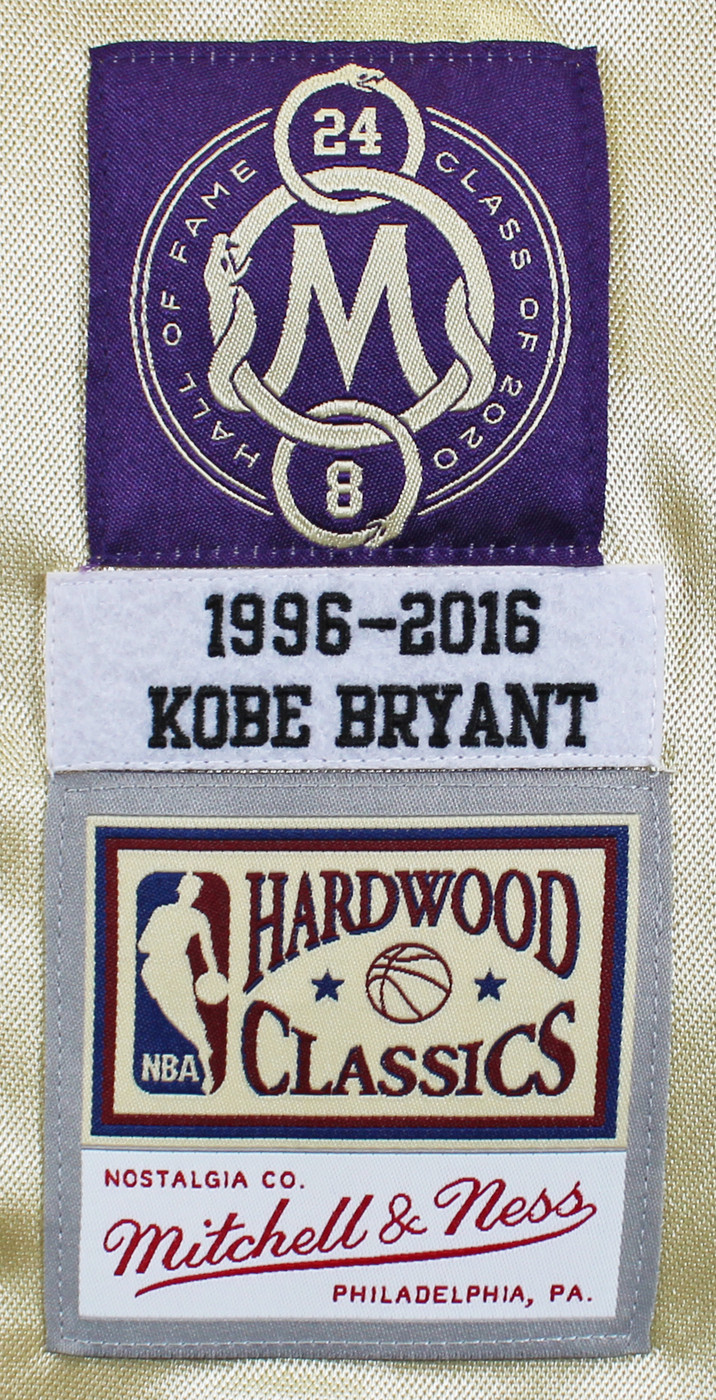 24
HALL OF FAME
CLASS OF 2020
M
8
1996-2016
KOBE BRYANT
NBA
HARDWOOD
CLASSICS
NOSTALGIA CO.
Mitchell & Ness
PHILADELPHIA, PA.